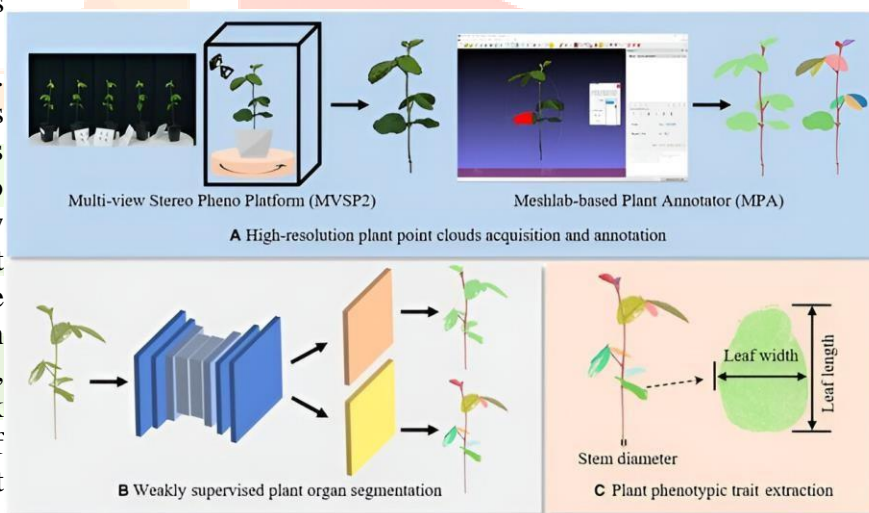 Multi-view Stereo Pheno Platform (MVSP2)
Meshlab-based Plant Annotator (MPA)
A High-resolution plant point clouds acquisition and annotation
Leaf width
Leaf length
Stem diameter
B Weakly supervised plant organ segmentation
C Plant phenotypic trait extraction